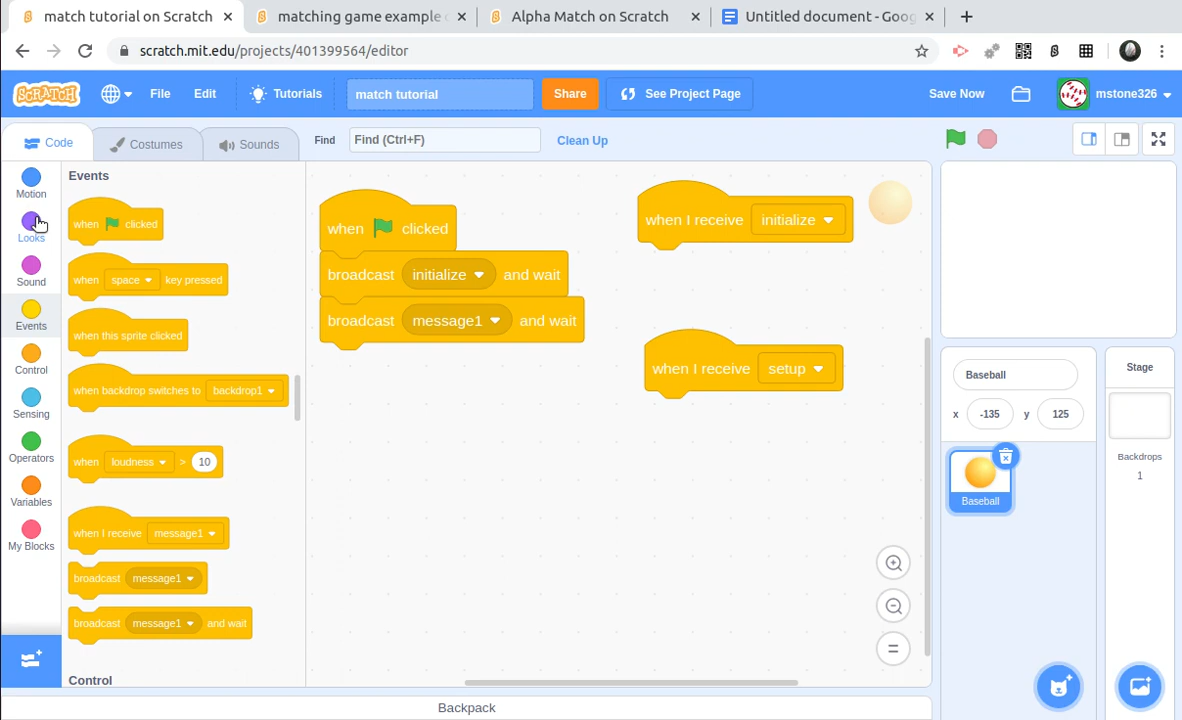 match tutorial on Scratch
matching game example
Alpha Match on Scratch
Untitled document - Goog
scratch.mit.edu/projects/401399564/editor
SCRATCH
File
Edit
Tutorials
match tutorial
Share
See Project Page
Save Now
mstone326
Code
Costumes
Sounds
Find
Find (Ctrl+F)
Clean Up
Motion
Looks
Sound
Events
Control
Sensing
Operators
Variables
My Blocks
Events
when clicked
when space key pressed
when this sprite clicked
when backdrop switches to backdrop1
when loudness > 10
when I receive message1
broadcast message1
broadcast message1 and wait
Control
when clicked
broadcast initialize and wait
broadcast message1 and wait
when I receive initialize
when I receive setup
Baseball
x -135 y 125
Baseball
Stage
Backdrops
1
Backpack